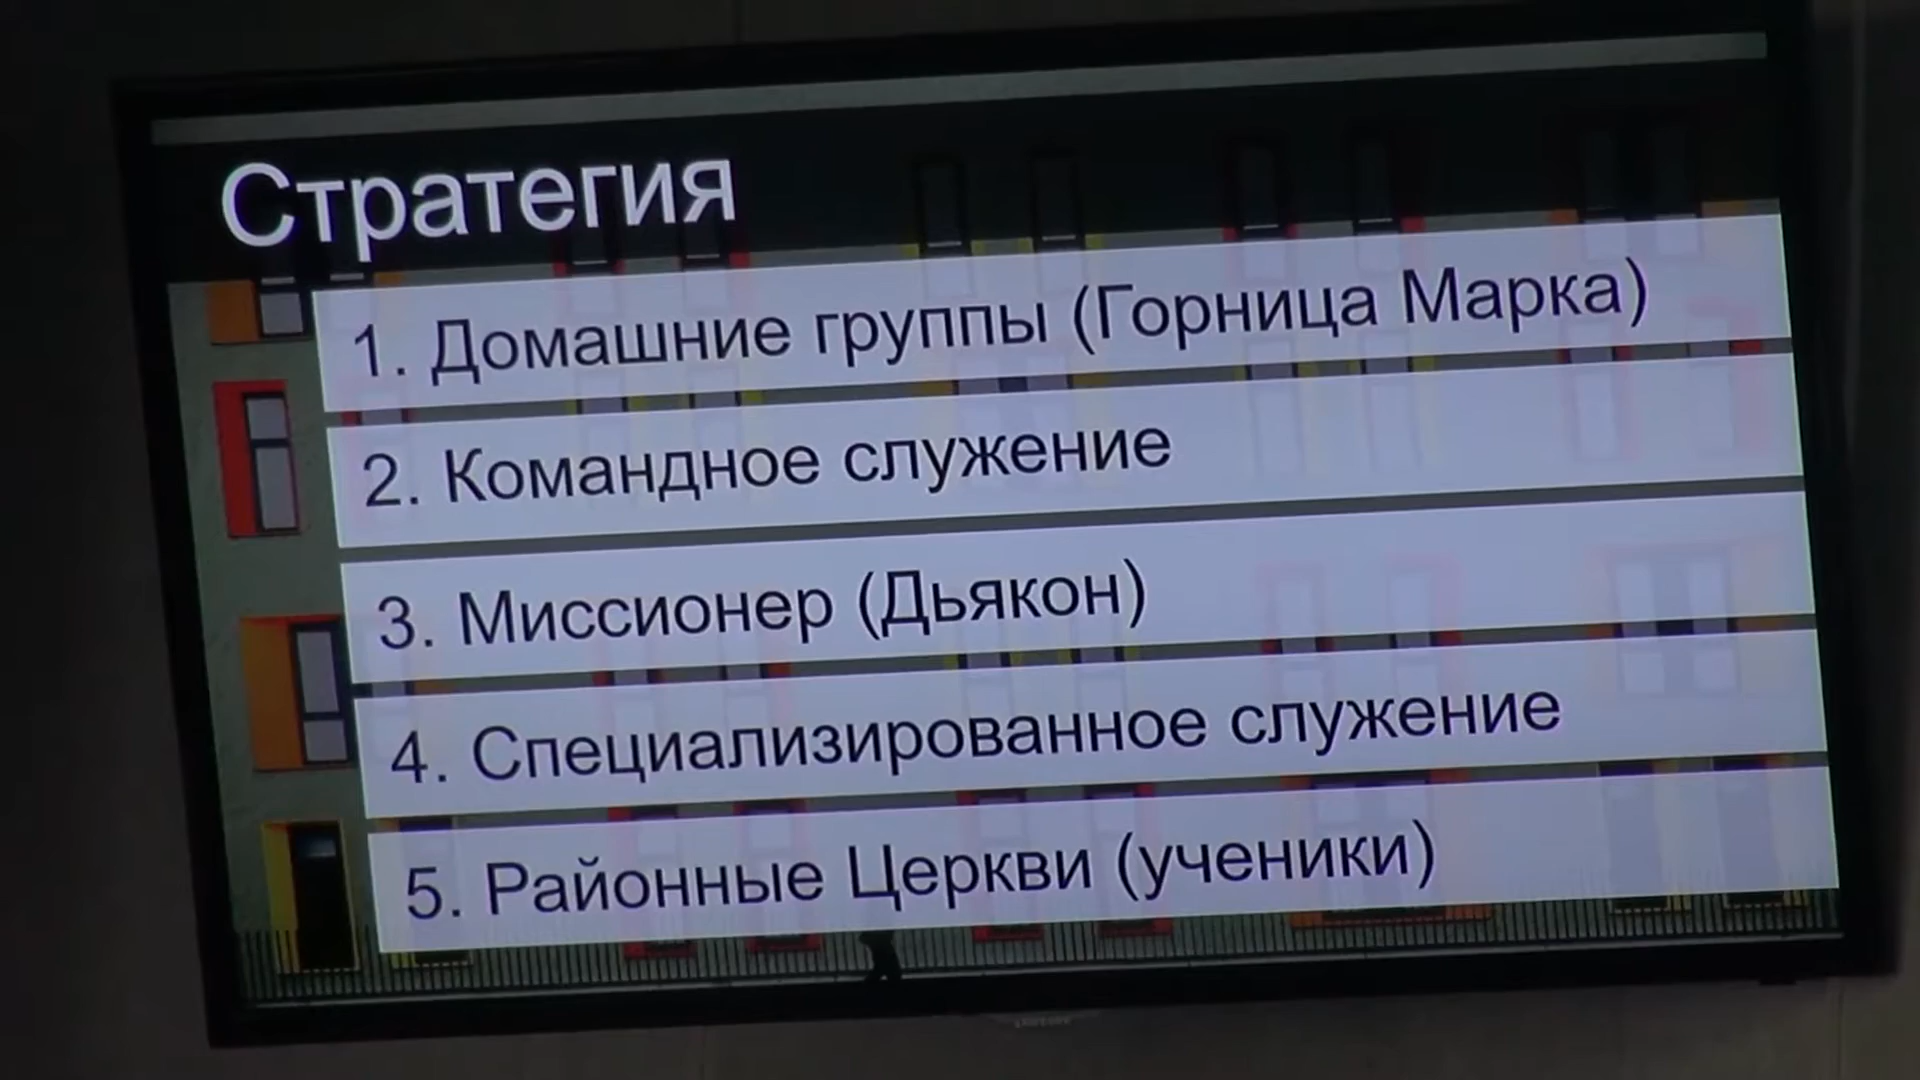 Стратегия
1. Домашние группы (Горница Марка)
2. Командное служение
3. Миссионер (Дьякон)
4. Специализированное служение
5. Районные Церкви (ученики)